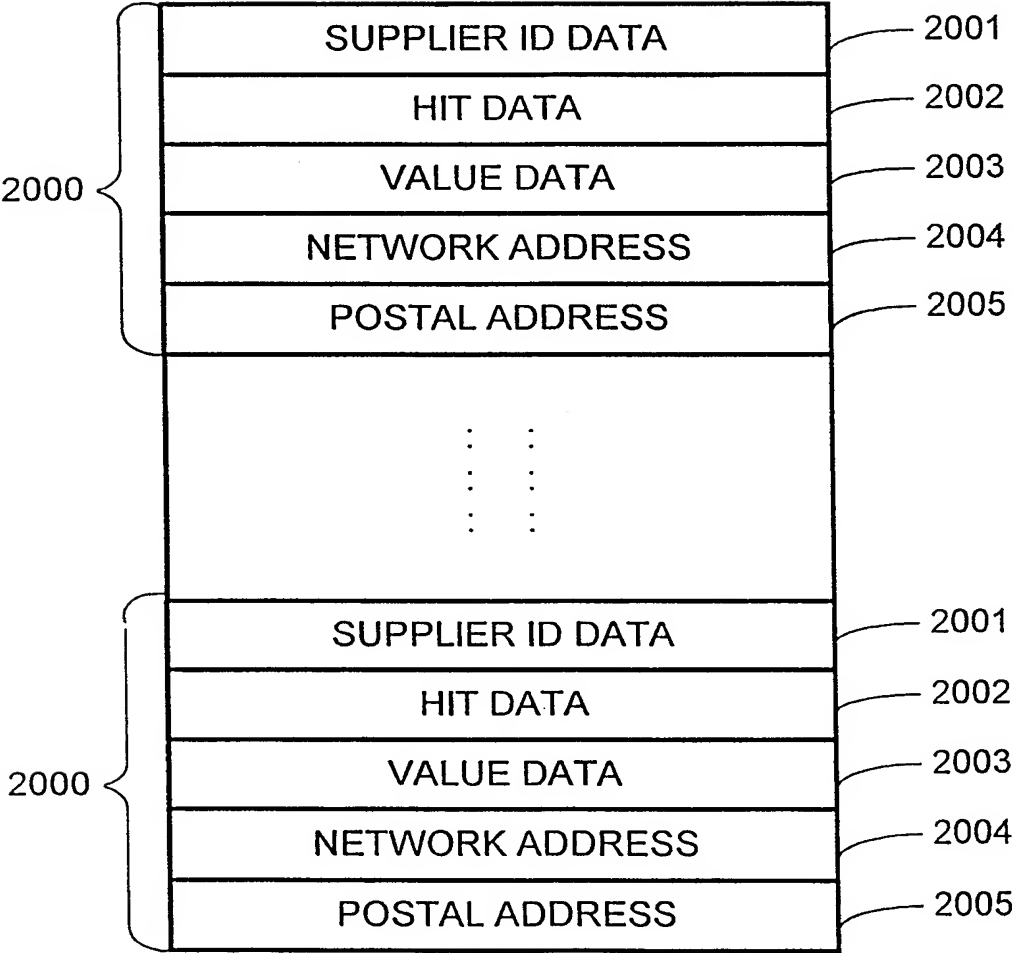 SUPPLIER ID DATA 2001
HIT DATA 2002
VALUE DATA 2003
2000
NETWORK ADDRESS 2004
POSTAL ADDRESS 2005
SUPPLIER ID DATA 2001
HIT DATA 2002
VALUE DATA 2003
2000
NETWORK ADDRESS 2004
POSTAL ADDRESS 2005